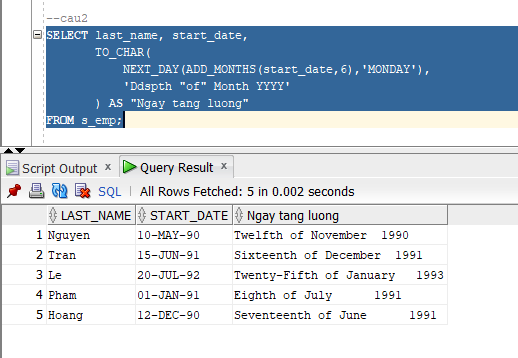 --cau2
SELECT last_name, start_date,
TO_CHAR(
NEXT_DAY(ADD_MONTHS(start_date,6),'MONDAY'),
'Ddspth "of" Month YYYY'
) AS "Ngay tang luong"
FROM s_emp;
Script Output x Query Result x
SQL | All Rows Fetched: 5 in 0.002 seconds
LAST_NAME START_DATE Ngay tang luong
1 Nguyen 10-MAY-90 Twelfth of November 1990
2 Tran 15-JUN-91 Sixteenth of December 1991
3 Le 20-JUL-92 Twenty-Fifth of January 1993
4 Pham 01-JAN-91 Eighth of July 1991
5 Hoang 12-DEC-90 Seventeenth of June 1991